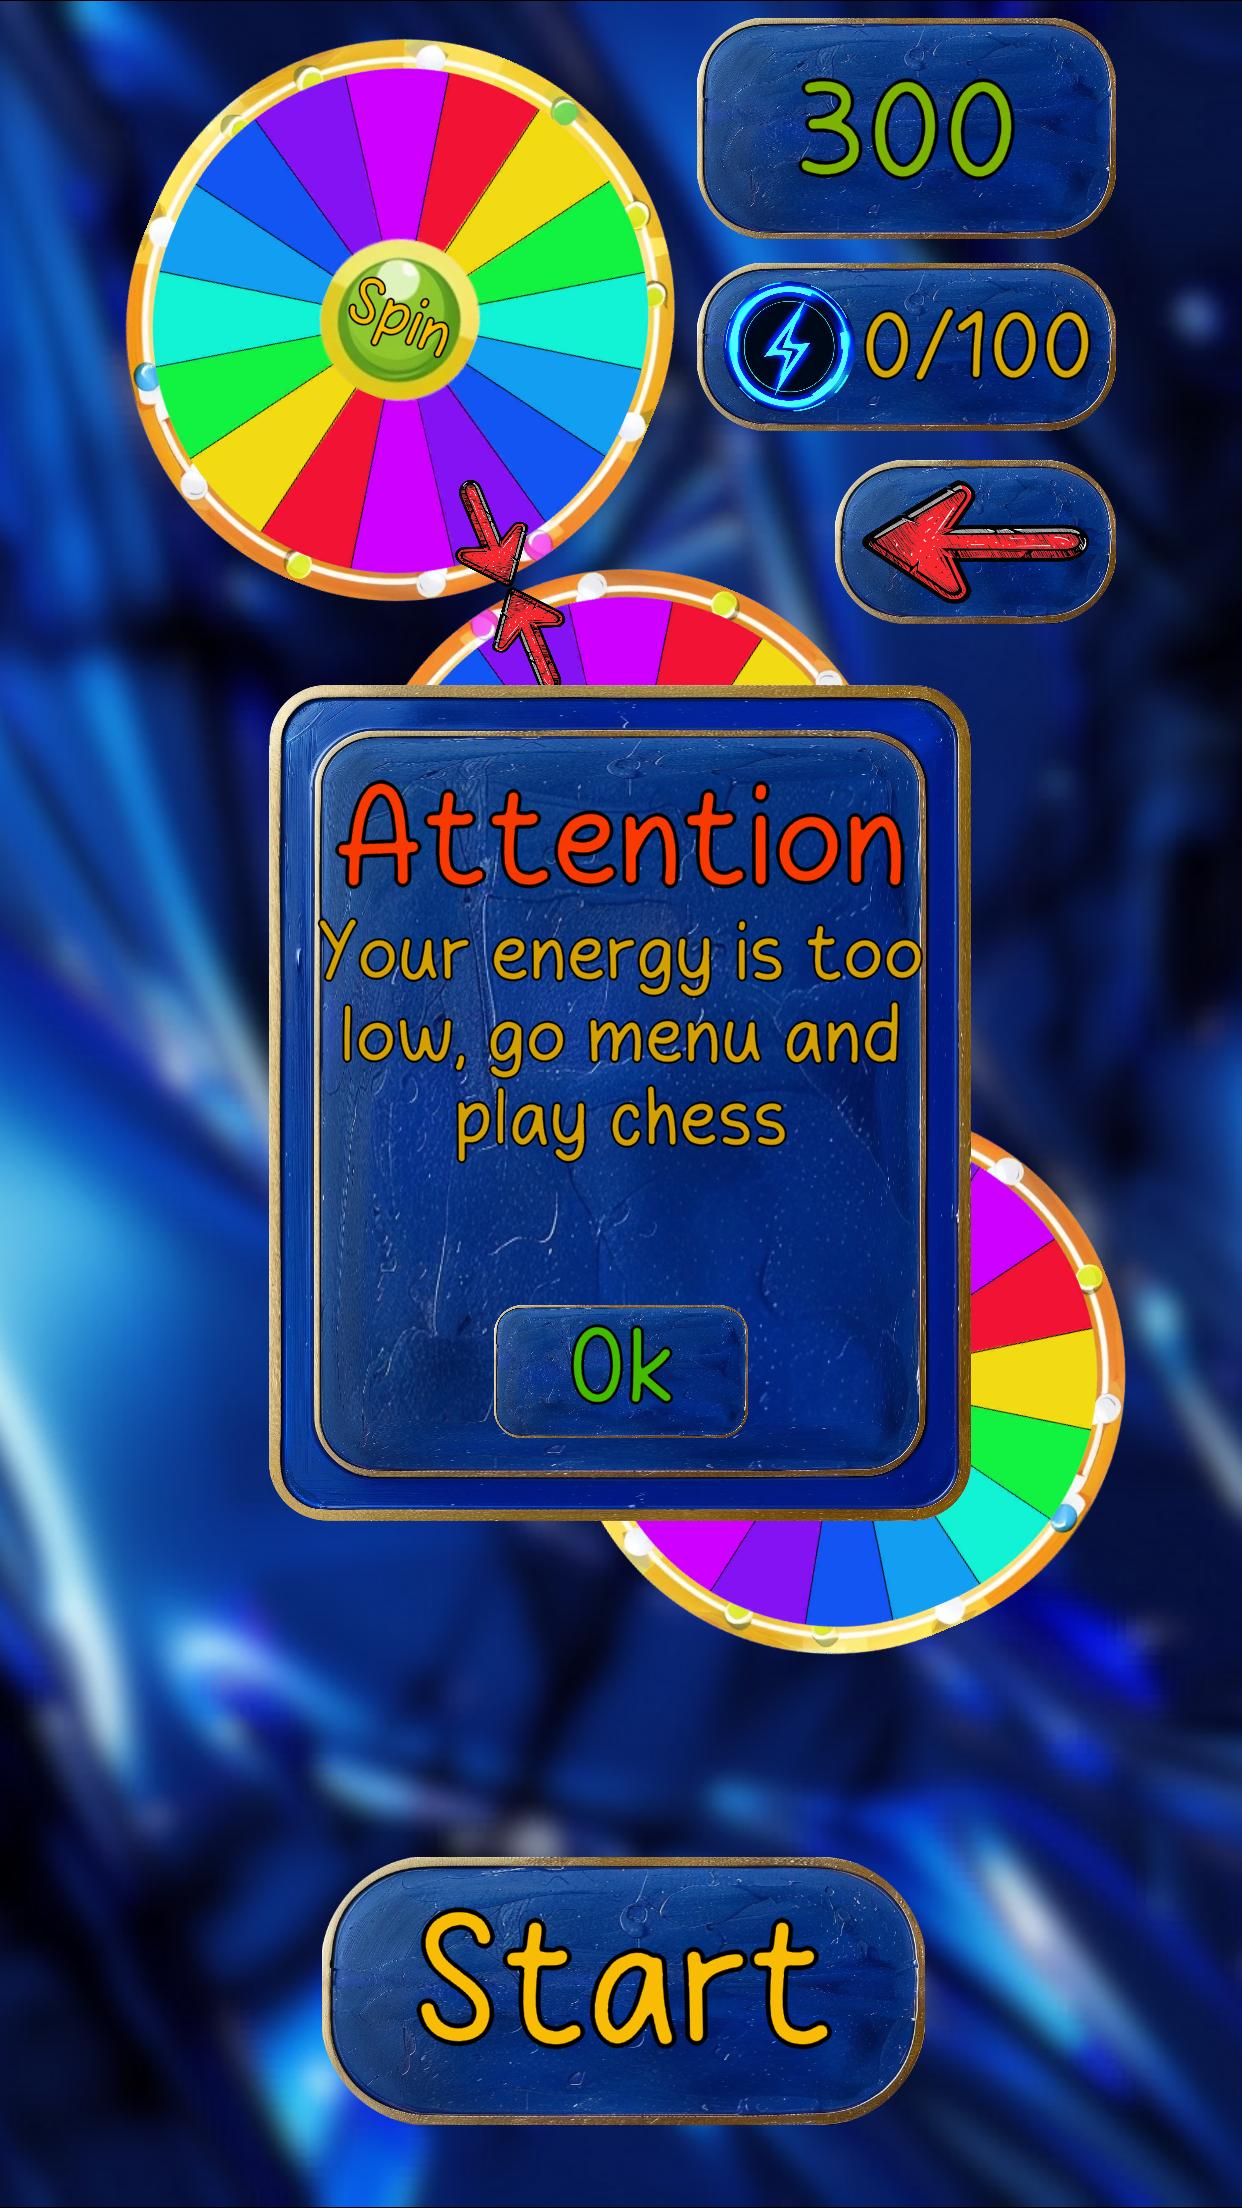 300
Spin
0/100
Attention
Your energy is too
low, go menu and
play chess
Ok
Start